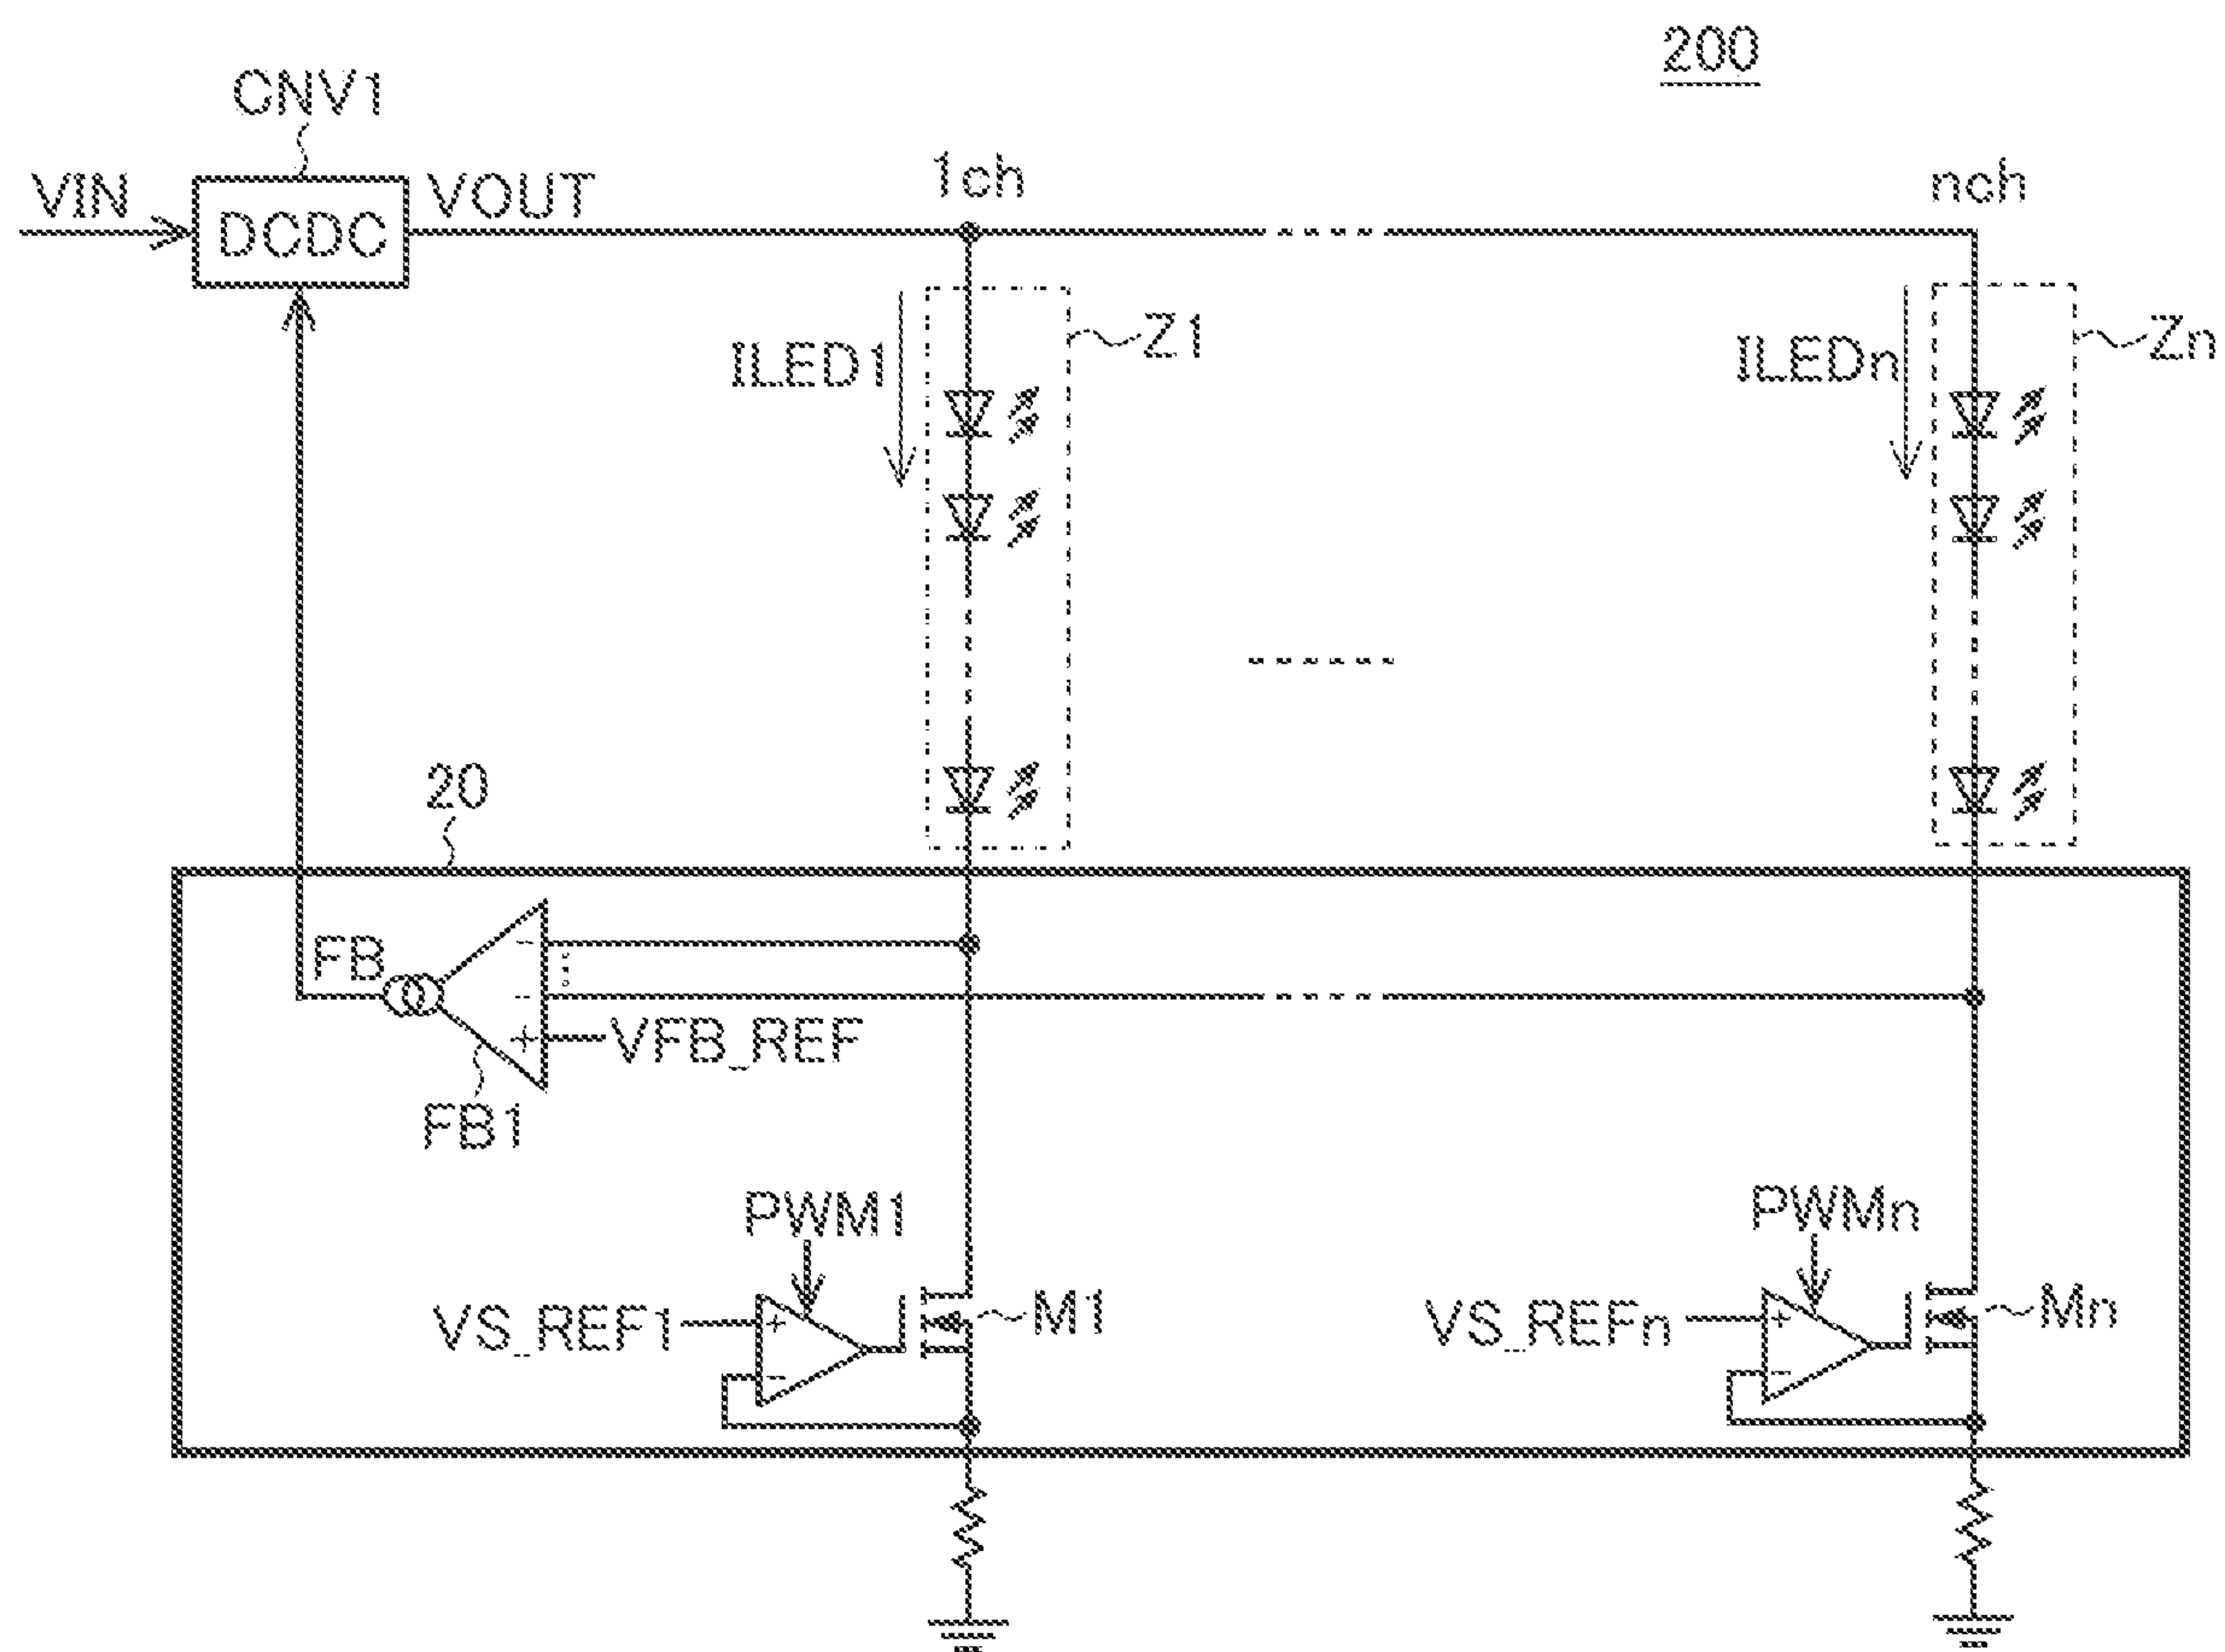 200
CNV1
VIN
DCDC
VOUT
1ch
nch
ILED1
Z1
ILEDn
Zn
20
FB
-
-
+
VFB_REF
FB1
PWM1
PWMn
VS_REF1
+
-
M1
VS_REFn
+
-
Mn